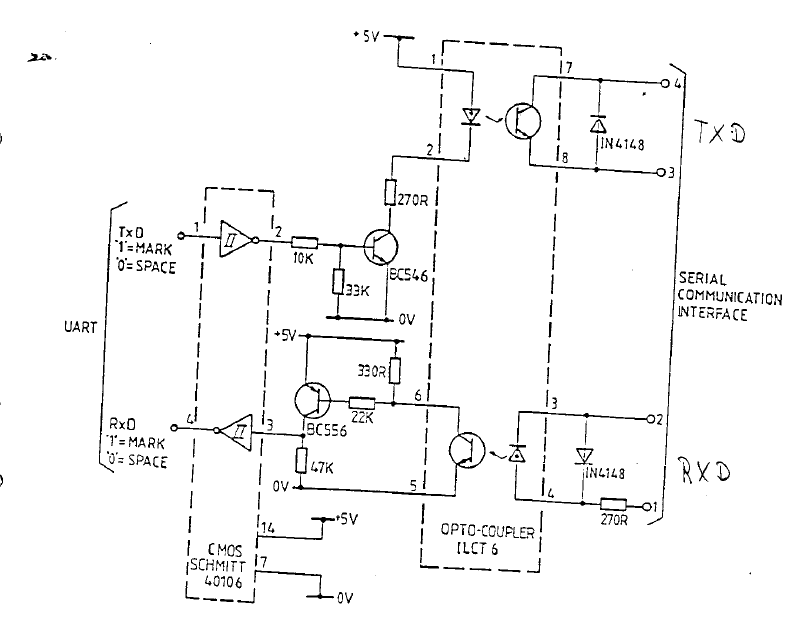 +5V
1
7
4
TXD
IN4148
2
8
3
270R
1
TxD
"1"=MARK
"0"=SPACE
2
10K
BC546
33K
0V
SERIAL
COMMUNICATION
INTERFACE
UART
+5V
330R
6
3
2
22K
BC556
4
RxD
"1"=MARK
"0"=SPACE
3
47K
0V
5
4
IN4148
RXD
270R
1
OPTO-COUPLER
ILCT 6
14
+5V
CMOS
SCHMITT
40106
7
0V